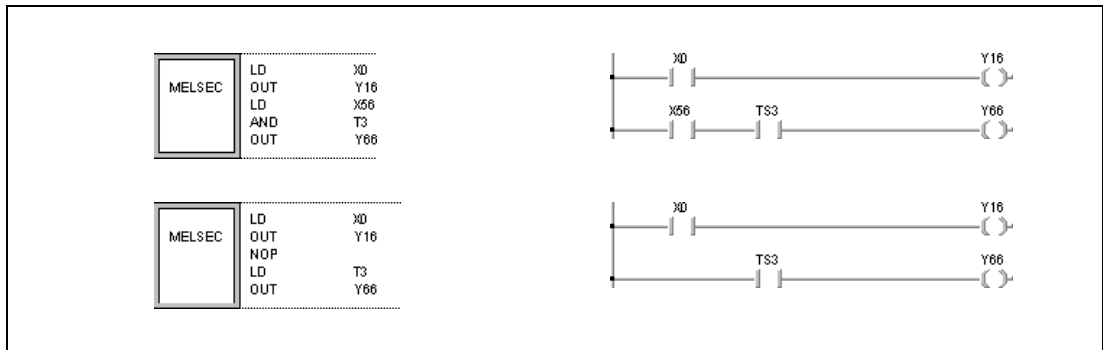 MELSEC
LD X0
OUT Y16
LD X56
AND T3
OUT Y66
X0 Y16
X56 TS3 Y66
MELSEC
LD X0
OUT Y16
NOP
LD T3
OUT Y66
X0 Y16
TS3 Y66